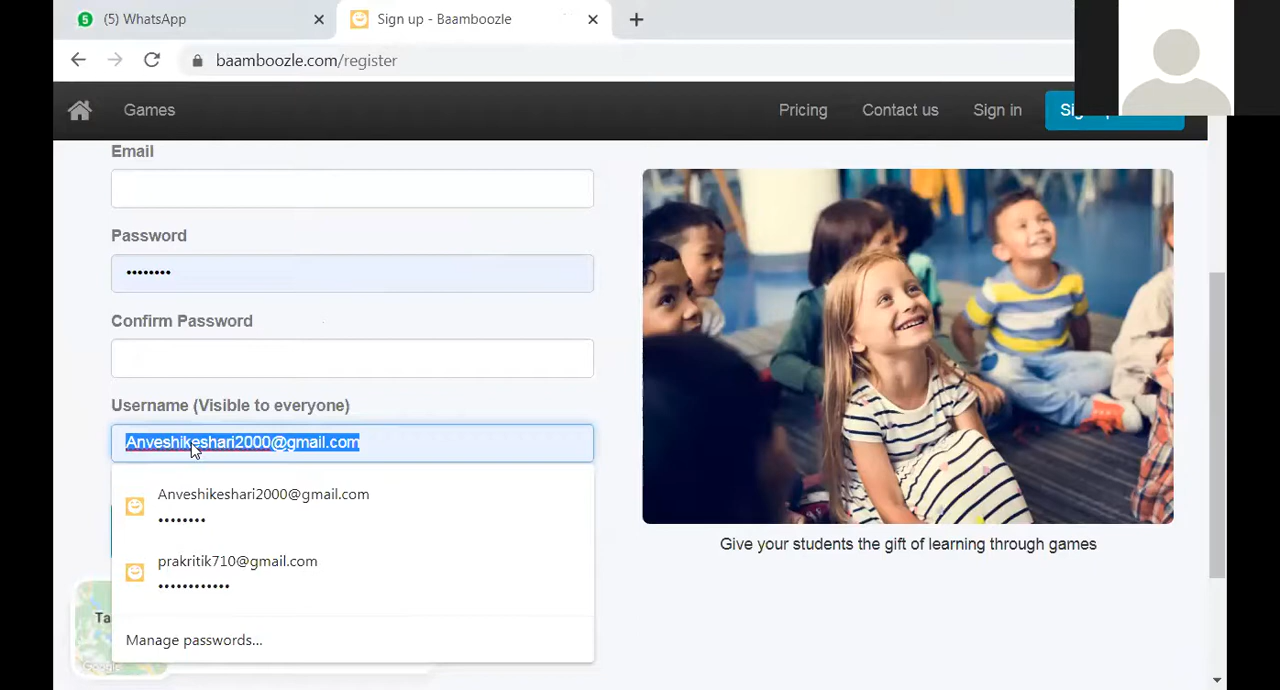 (5) WhatsApp
Sign up - Baamboozle
baamboozle.com/register
Games
Pricing
Contact us
Sign in
Email
Password
••••••••
Confirm Password
Username (Visible to everyone)
Anveshikeshari2000@gmail.com
Anveshikeshari2000@gmail.com
••••••••
prakritik710@gmail.com
••••••••••••
Manage passwords...
Give your students the gift of learning through games
Ta
Google